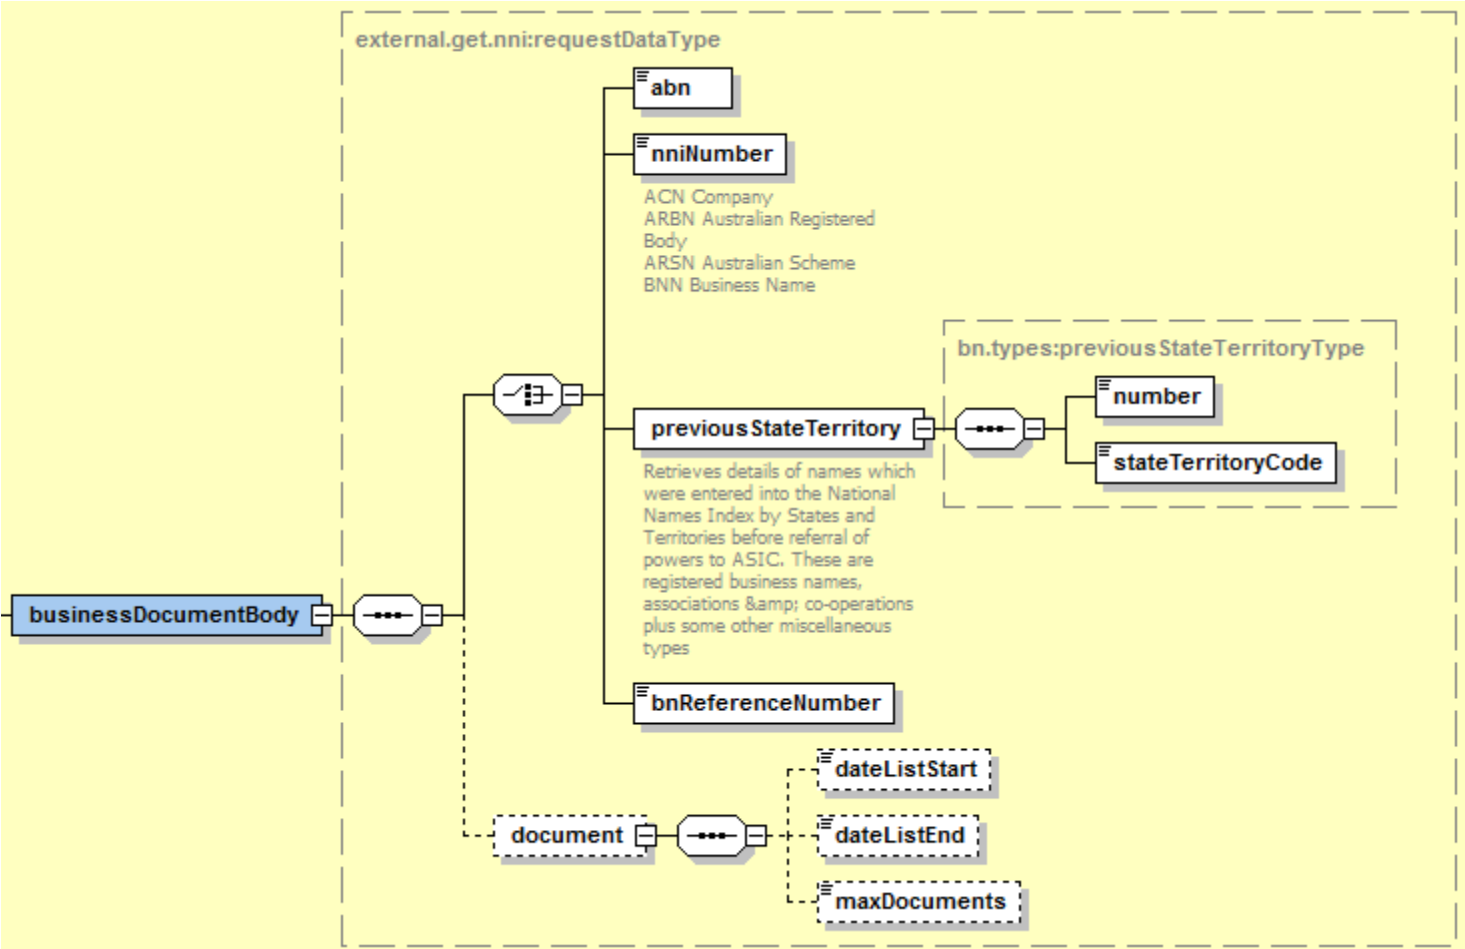 external.get.nni:requestDataType
abn
nniNumber
ACN Company
ARBN Australian Registered
Body
ARSN Australian Scheme
BNN Business Name
bn.types:previousStateTerritoryType
number
previousStateTerritory
stateTerritoryCode
Retrieves details of names which
were entered into the National
Names Index by States and
Territories before referral of
powers to ASIC. These are
registered business names,
associations &amp; co-operations
plus some other miscellaneous
types
businessDocumentBody
bnReferenceNumber
dateListStart
document
dateListEnd
maxDocuments